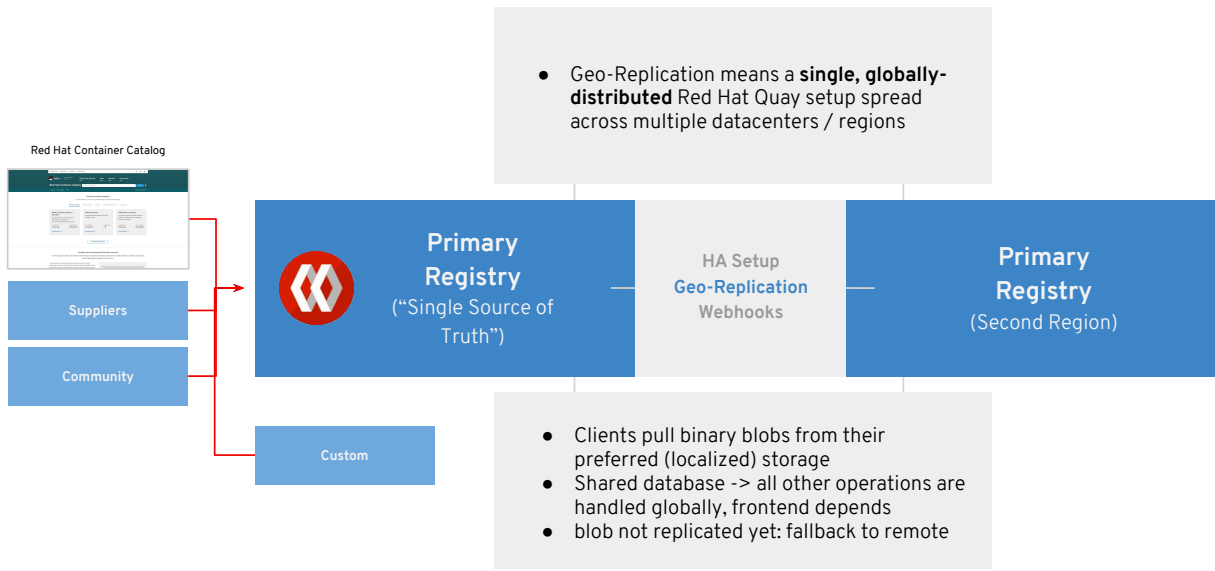 ● Geo-Replication means a single, globally-
distributed Red Hat Quay setup spread
across multiple datacenters / regions
Red Hat Container Catalog
Suppliers
Community
Custom
Primary
Registry
(“Single Source of
Truth”)
HA Setup
Geo-Replication
Webhooks
Primary
Registry
(Second Region)
● Clients pull binary blobs from their
preferred (localized) storage
● Shared database -> all other operations are
handled globally, frontend depends
● blob not replicated yet: fallback to remote